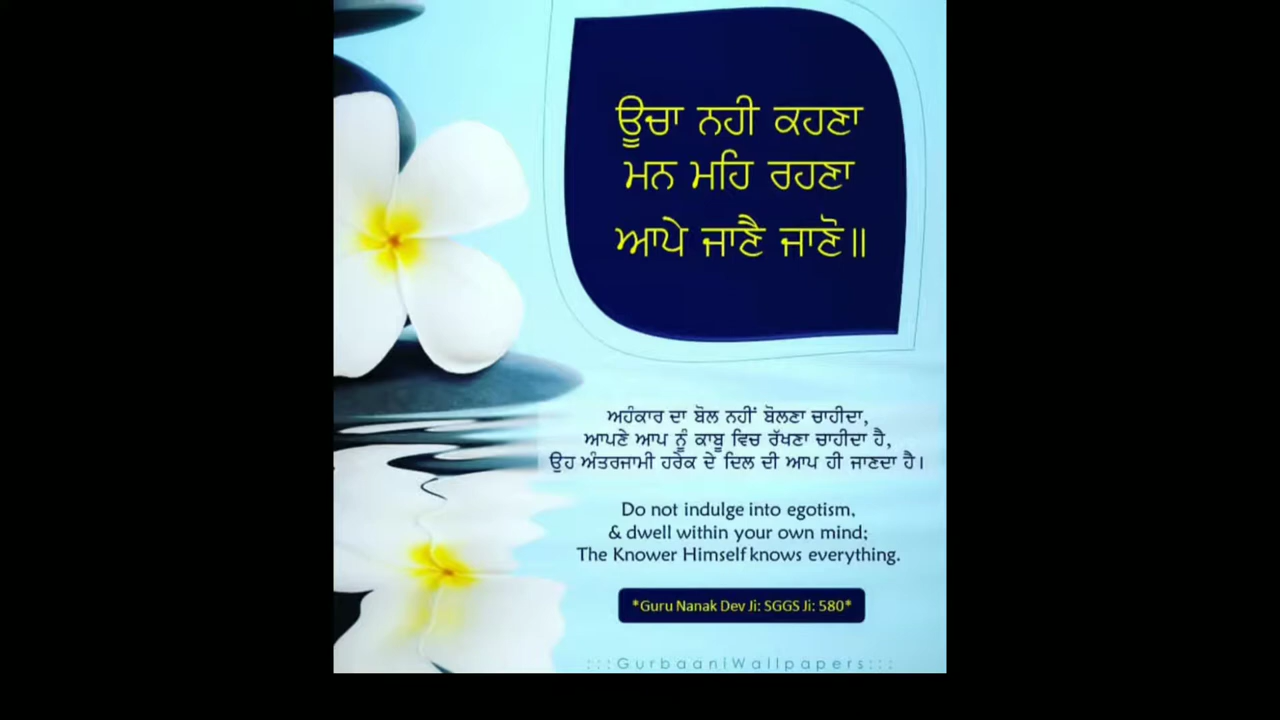 ਊਚਾ ਨਹੀ ਕਹਣਾ
ਮਨ ਮਹਿ ਰਹਣਾ
ਆਪੇ ਜਾਣੈ ਜਾਣੋ॥
ਅਹੰਕਾਰ ਦਾ ਬੋਲ ਨਹੀਂ ਬੋਲਣਾ ਚਾਹੀਦਾ,
ਆਪਣੇ ਆਪ ਨੂੰ ਕਾਬੂ ਵਿਚ ਰੱਖਣਾ ਚਾਹੀਦਾ ਹੈ,
ਉਹ ਅੰਤਰਜਾਮੀ ਹਰੇਕ ਦੇ ਦਿਲ ਦੀ ਆਪ ਹੀ ਜਾਣਦਾ ਹੈ।
Do not indulge into egotism,
& dwell within your own mind;
The Knower Himself knows everything.
*Guru Nanak Dev Ji: SGGS Ji: 580*
:::GurbaaniWallpapers:::